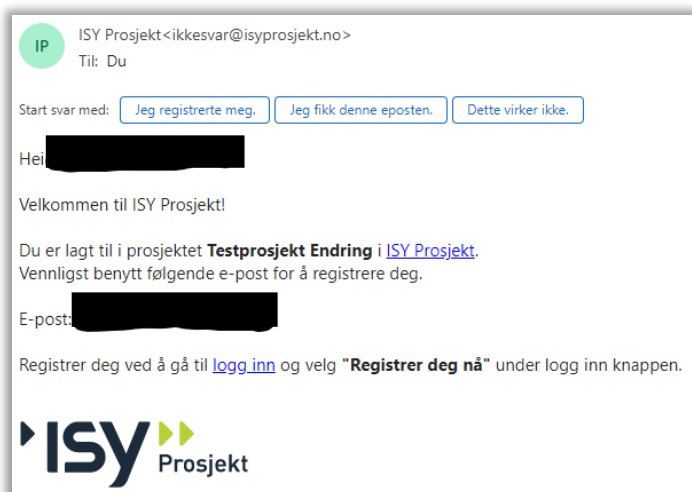 IP
ISY Prosjekt<ikkesvar@isyprosjekt.no>
Til: Du
Start svar med: Jeg registrerte meg. Jeg fikk denne eposten. Dette virker ikke.
Hei
Velkommen til ISY Prosjekt!
Du er lagt til i prosjektet Testprosjekt Endring i ISY Prosjekt.
Vennligst benytt følgende e-post for å registrere deg.
E-post:
Registrer deg ved å gå til logg inn og velg "Registrer deg nå" under logg inn knappen.
ISY Prosjekt